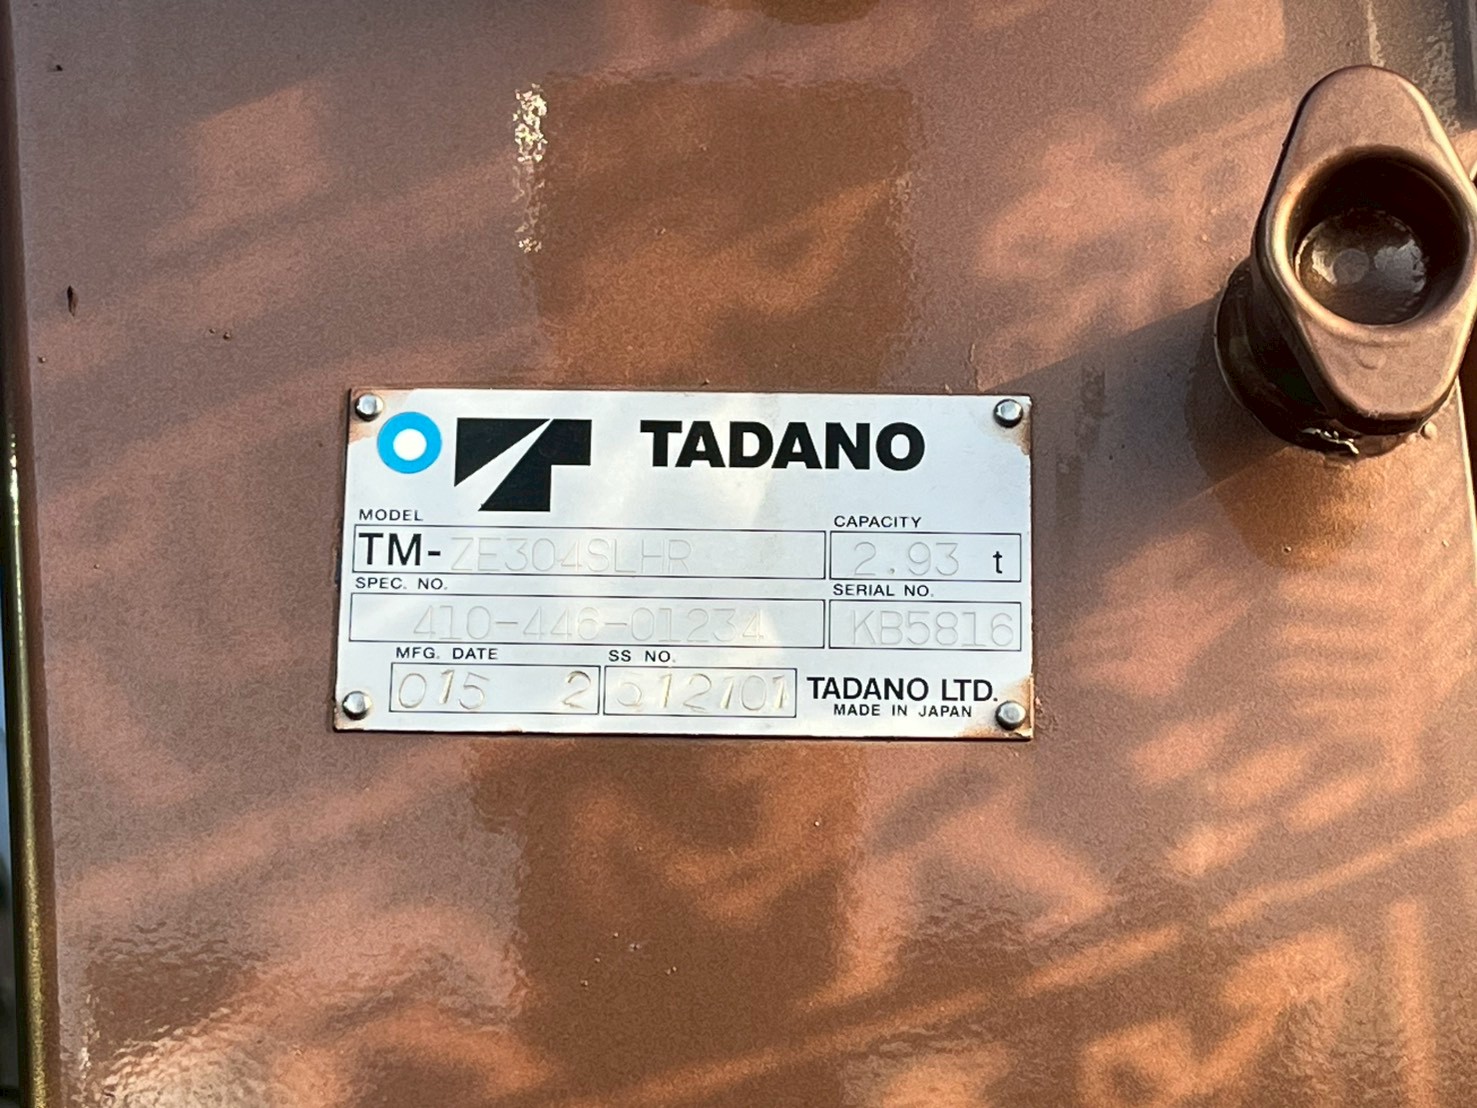 TADANO
MODEL
CAPACITY
TM-ZE304SLHR
2.93 t
SPEC. NO.
SERIAL NO.
410-446-01234
KB5816
MFG. DATE
SS NO.
015 2
512101
TADANO LTD.
MADE IN JAPAN